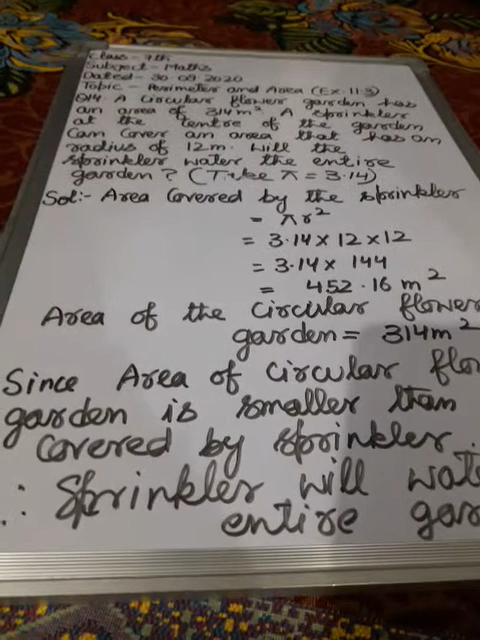 Class - 7th
Subject - Maths
Dated - 30.09.2020
Topic - Perimeter and Area (Ex. 11.3)
Q14. A circular flower garden has
an area of 314m². A sprinkler
at the centre of the garden
can cover an area that has an
radius of 12m. Will the
sprinkler water the entire
garden? (Take π = 3.14)
Sol:- Area covered by the sprinkler
= πr²
= 3.14 × 12 × 12
= 3.14 × 144
= 452.16 m²
Area of the circular flower
garden = 314m²
Since Area of circular flo
garden is smaller than
covered by sprinkler.
∴ Sprinkler will wat
entire gar